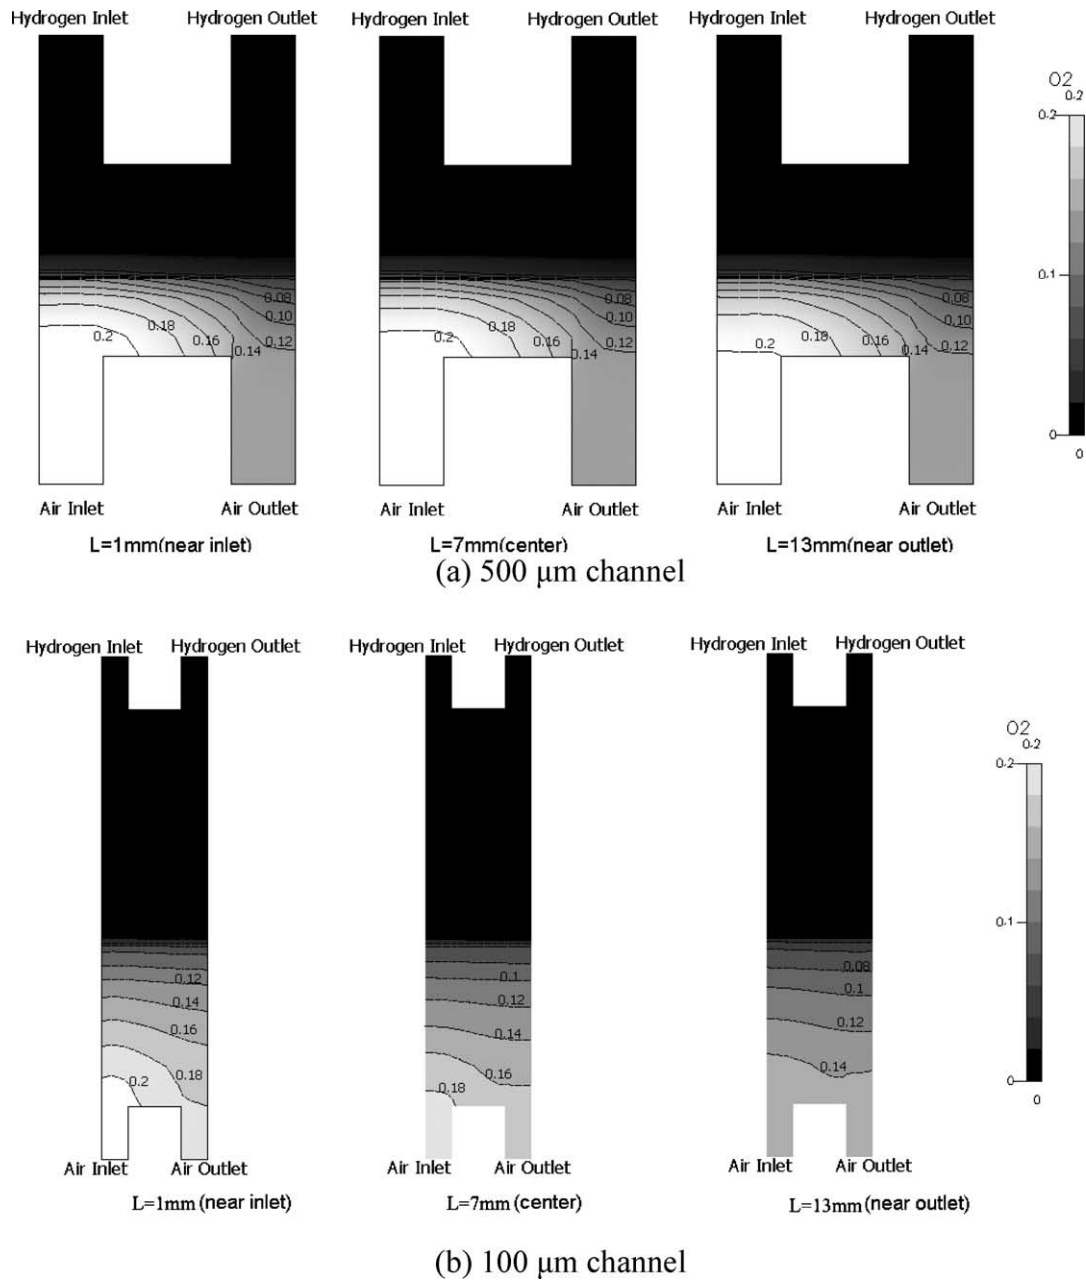 Hydrogen Inlet Hydrogen Outlet Hydrogen Inlet Hydrogen Outlet Hydrogen Inlet Hydrogen Outlet
O2
0.2
0.2
0.1
0
0
0.08 0.08 0.08
0.10 0.10 0.10
0.18 0.16 0.12 0.18 0.16 0.12 0.18 0.16 0.12
0.2 0.14 0.2 0.14 0.2 0.14
Air Inlet Air Outlet Air Inlet Air Outlet Air Inlet Air Outlet
L=1mm(near inlet) L=7mm(center) L=13mm(near outlet)
(a) 500 μm channel
Hydrogen Inlet Hydrogen Outlet Hydrogen Inlet Hydrogen Outlet Hydrogen Inlet Hydrogen Outlet
O2
0.2
0.2
0.1
0
0
0.12 0.1 0.08
0.14 0.12 0.1
0.16 0.14 0.12
0.18 0.16 0.14
0.2 0.18
Air Inlet Air Outlet Air Inlet Air Outlet Air Inlet Air Outlet
L=1mm (near inlet) L=7mm (center) L=13mm (near outlet)
(b) 100 μm channel